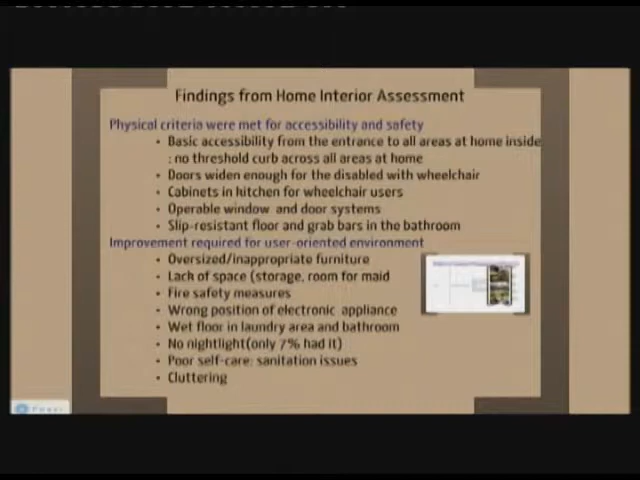 Findings from Home Interior Assessment
Physical criteria were met for accessibility and safety
• Basic accessibility from the entrance to all areas at home inside
: no threshold curb across all areas at home
• Doors widen enough for the disabled with wheelchair
• Cabinets in kitchen for wheelchair users
• Operable window and door systems
• Slip-resistant floor and grab bars in the bathroom
Improvement required for user-oriented environment
• Oversized/inappropriate furniture
• Lack of space (storage, room for maid
• Fire safety measures
• Wrong position of electronic appliance
• Wet floor in laundry area and bathroom
• No nightlight(only 7% had it)
• Poor self-care: sanitation issues
• Cluttering